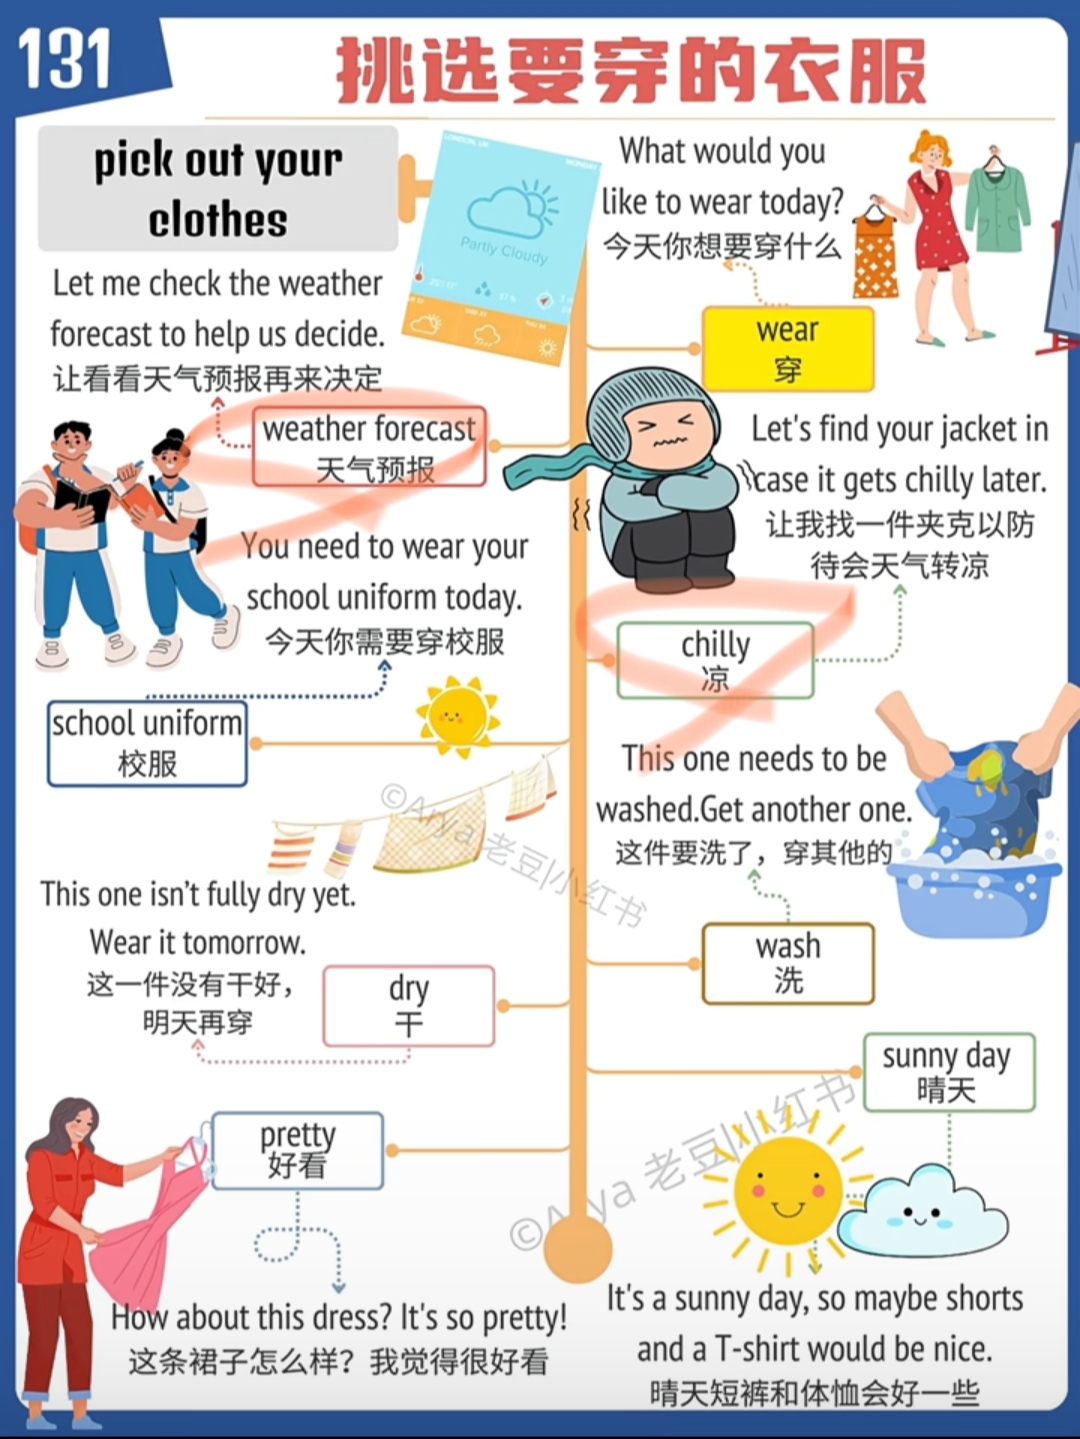 131
挑选要穿的衣服
pick out your
clothes
LONDON, UK
MONDAY
Partly Cloudy
What would you
like to wear today?
今天你想要穿什么
wear
穿
Let me check the weather
forecast to help us decide.
让看看天气预报再来决定
weather forecast
天气预报
Let's find your jacket in
case it gets chilly later.
让我找一件夹克以防
待会天气转凉
chilly
凉
You need to wear your
school uniform today.
今天你需要穿校服
school uniform
校服
This one needs to be
washed.Get another one.
这件要洗了，穿其他的
wash
洗
This one isn't fully dry yet.
Wear it tomorrow.
这一件没有干好，
明天再穿
dry
干
©Arya 老豆|小红书
sunny day
晴天
pretty
好看
©Arya 老豆|小红书
How about this dress? It's so pretty!
这条裙子怎么样？我觉得很好看
It's a sunny day, so maybe shorts
and a T-shirt would be nice.
晴天短裤和体恤会好一些